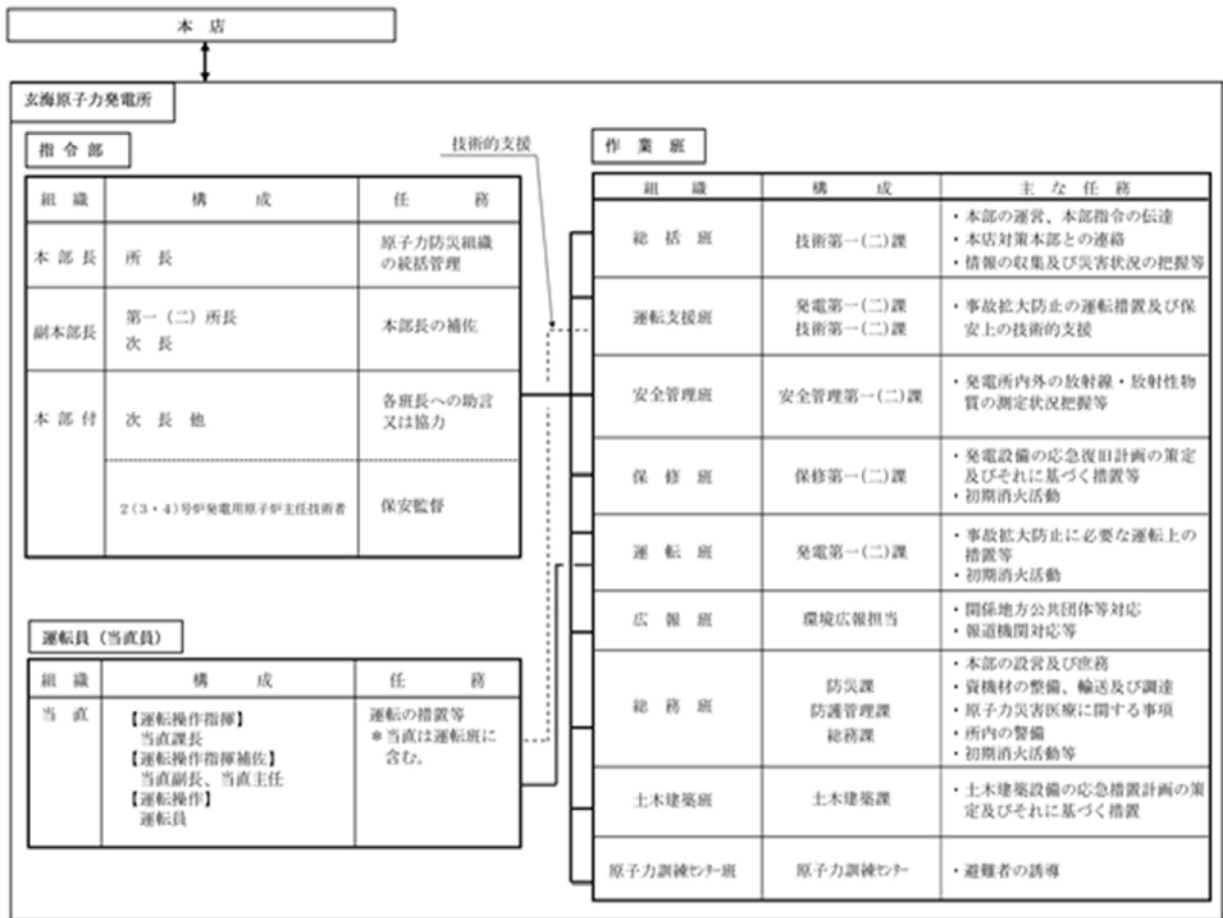 本店
玄海原子力発電所
指令部
組織 構成 任務
本部長 所長 原子力防災組織
の統括管理
副本部長 第一(二)所長
次長
本部長の補佐
本部付 次長他 各班長への助言
又は協力
2(3・4)号炉発電用原子炉主任技術者 保安監督
運転員(当直員)
組織 構成 任務
当直 【運転操作指揮】
当直課長
【運転操作指揮補佐】
当直副長、当直主任
【運転操作】
運転員
運転の措置等
*当直は運転班に
含む。
技術的支援
作業班
組織 構成 主な任務
総括班 技術第一(二)課 ・本部の運営、本部指令の伝達
・本店対策本部との連絡
・情報の収集及び災害状況の把握等
運転支援班 発電第一(二)課
技術第一(二)課
・事故拡大防止の運転措置及び保
安上の技術的支援
安全管理班 安全管理第一(二)課 ・発電所内外の放射線・放射性物
質の測定状況把握等
保修班 保修第一(二)課 ・発電設備の応急復旧計画の策定
及びそれに基づく措置等
・初期消火活動
運転班 発電第一(二)課 ・事故拡大防止に必要な運転上の
措置等
・初期消火活動
広報班 環境広報担当 ・関係地方公共団体等対応
・報道機関対応等
総務班 防災課
防護管理課
総務課
・本部の設営及び庶務
・資機材の整備、輸送及び調達
・原子力災害医療に関する事項
・所内の警備
・初期消火活動等
土木建築班 土木建築課 ・土木建築設備の応急措置計画の策
定及びそれに基づく措置
原子力訓練センター班 原子力訓練センター ・避難者の誘導